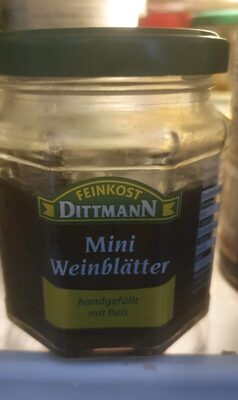 FEINKOST
DITTMANN
Mini
Weinblätter
handgefüllt
mit Reis